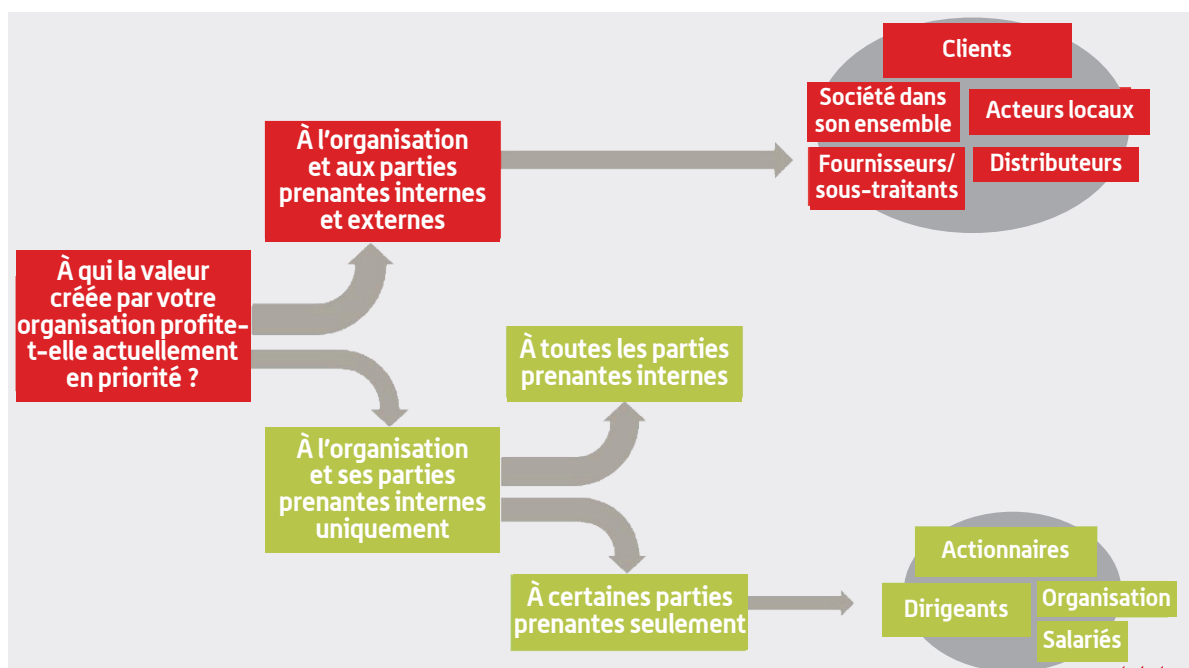 À qui la valeur
créée par votre
organisation profite-
t-elle actuellement
en priorité ?
À l'organisation
et aux parties
prenantes internes
et externes
Clients
Société dans
son ensemble
Acteurs locaux
Fournisseurs/
sous-traitants
Distributeurs
À l'organisation
et ses parties
prenantes internes
uniquement
À toutes les parties
prenantes internes
À certaines parties
prenantes seulement
Actionnaires
Dirigeants
Organisation
Salariés